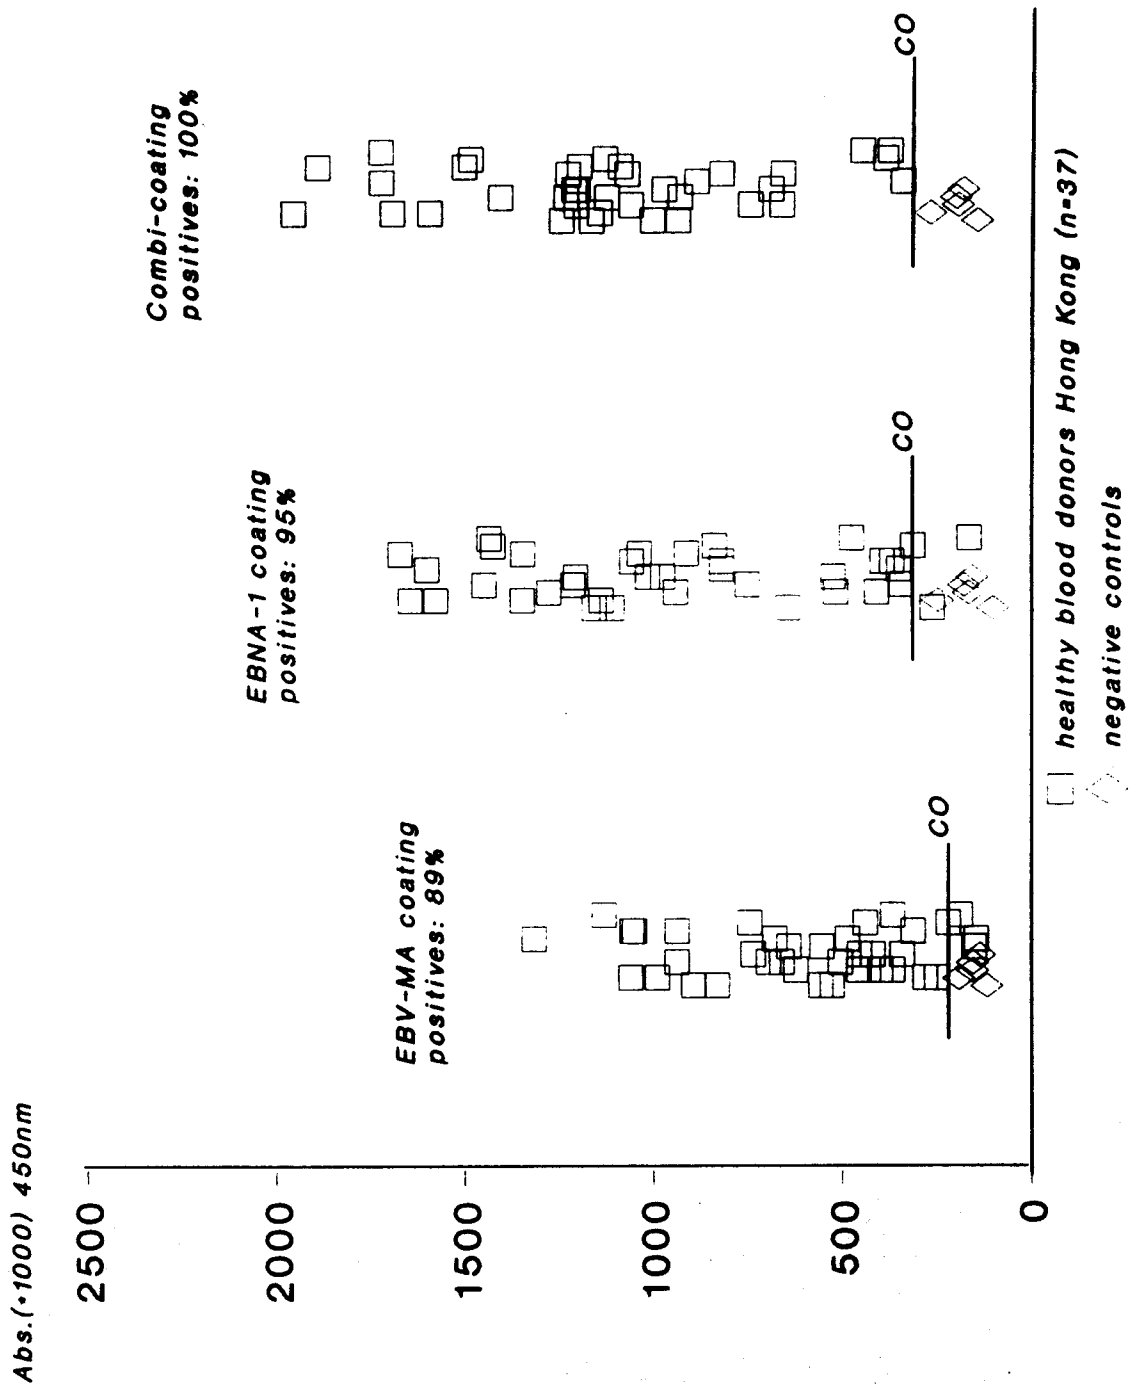 Abs.(*1000) 450nm
2500
2000
1500
1000
500
0
EBV-MA coating
positives: 89%
CO
EBNA-1 coating
positives: 95%
CO
Combi-coating
positives: 100%
CO
healthy blood donors Hong Kong (n=37)
negative controls